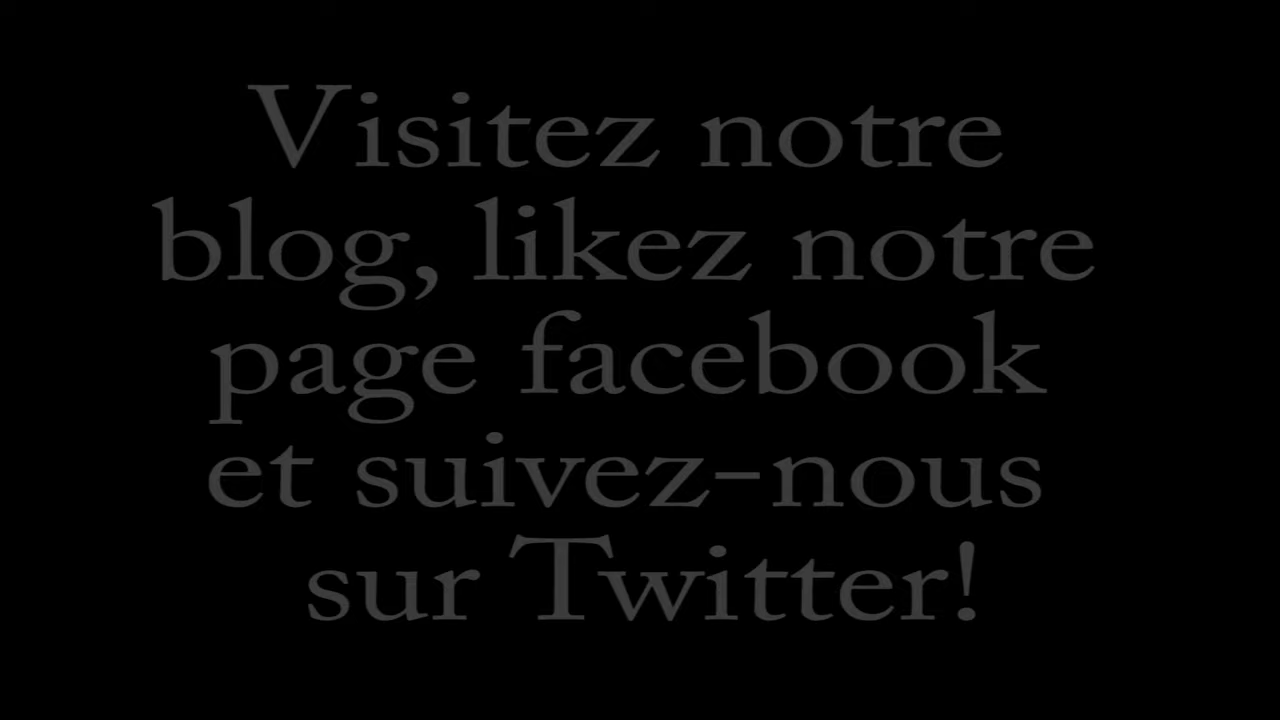 Visitez notre
blog, likez notre
page facebook
et suivez-nous
sur Twitter!